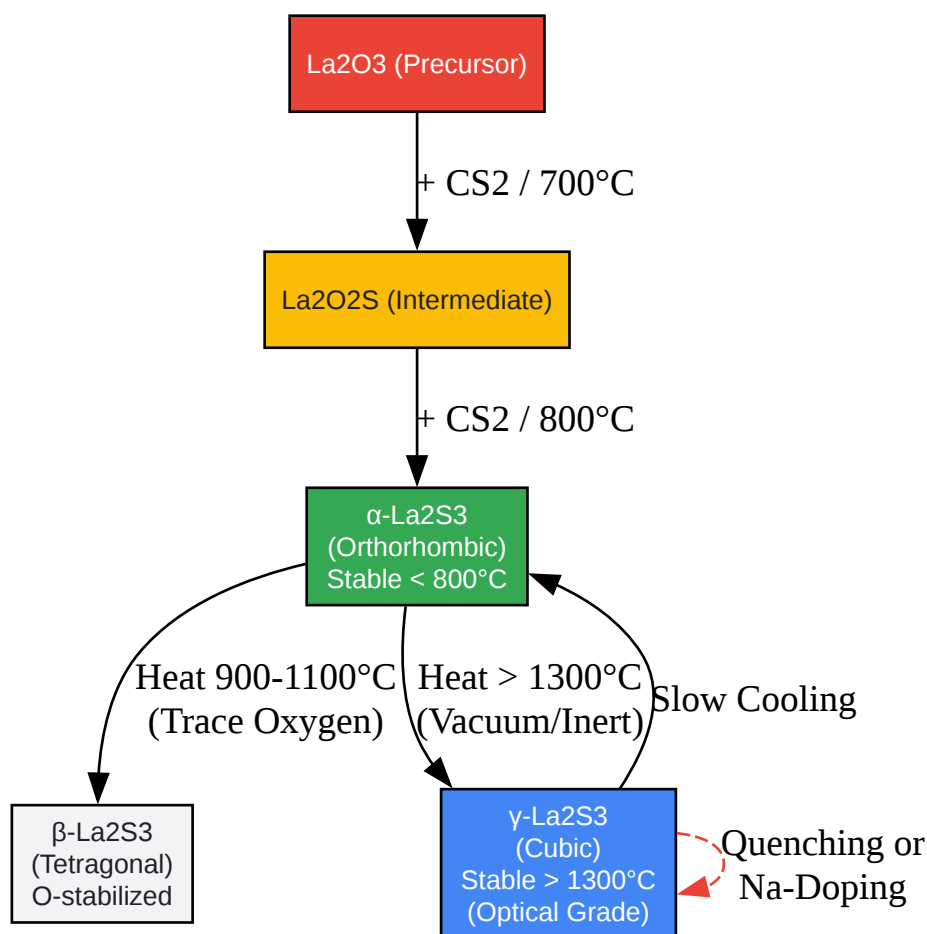 La2O3 (Precursor)
+ CS2 / 700°C
La2O2S (Intermediate)
+ CS2 / 800°C
α-La2S3
(Orthorhombic)
Stable < 800°C
Heat 900-1100°C
(Trace Oxygen)
Heat > 1300°C
(Vacuum/Inert)
Slow Cooling
β-La2S3
(Tetragonal)
O-stabilized
γ-La2S3
(Cubic)
Stable > 1300°C
(Optical Grade)
Quenching or
Na-Doping